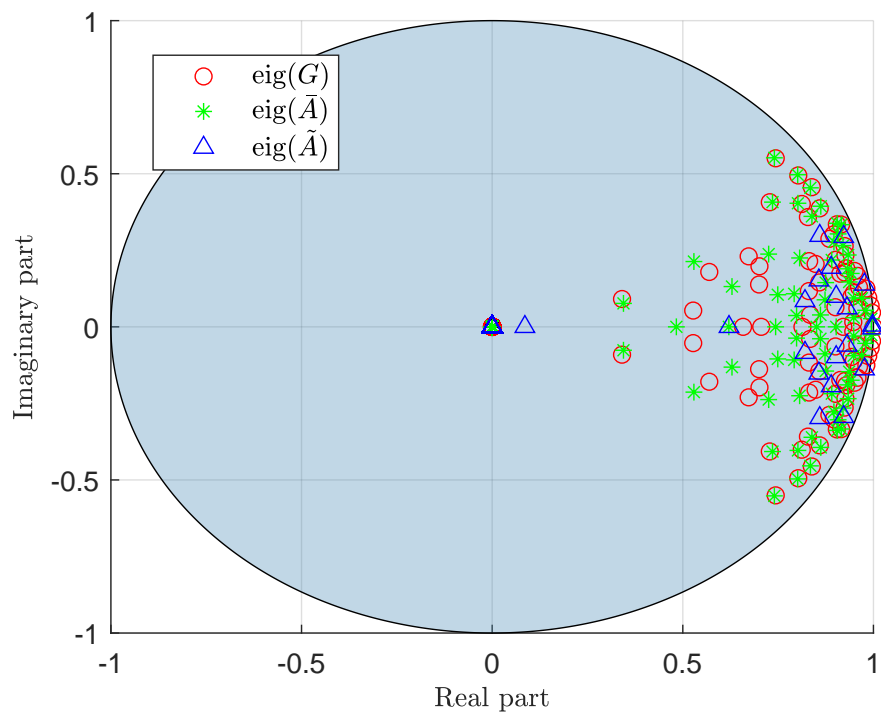 1
eig(G)
eig(Ā)
eig(Ã)
0.5
0
-0.5
-1
-1 -0.5 0 0.5 1
Real part
Imaginary part